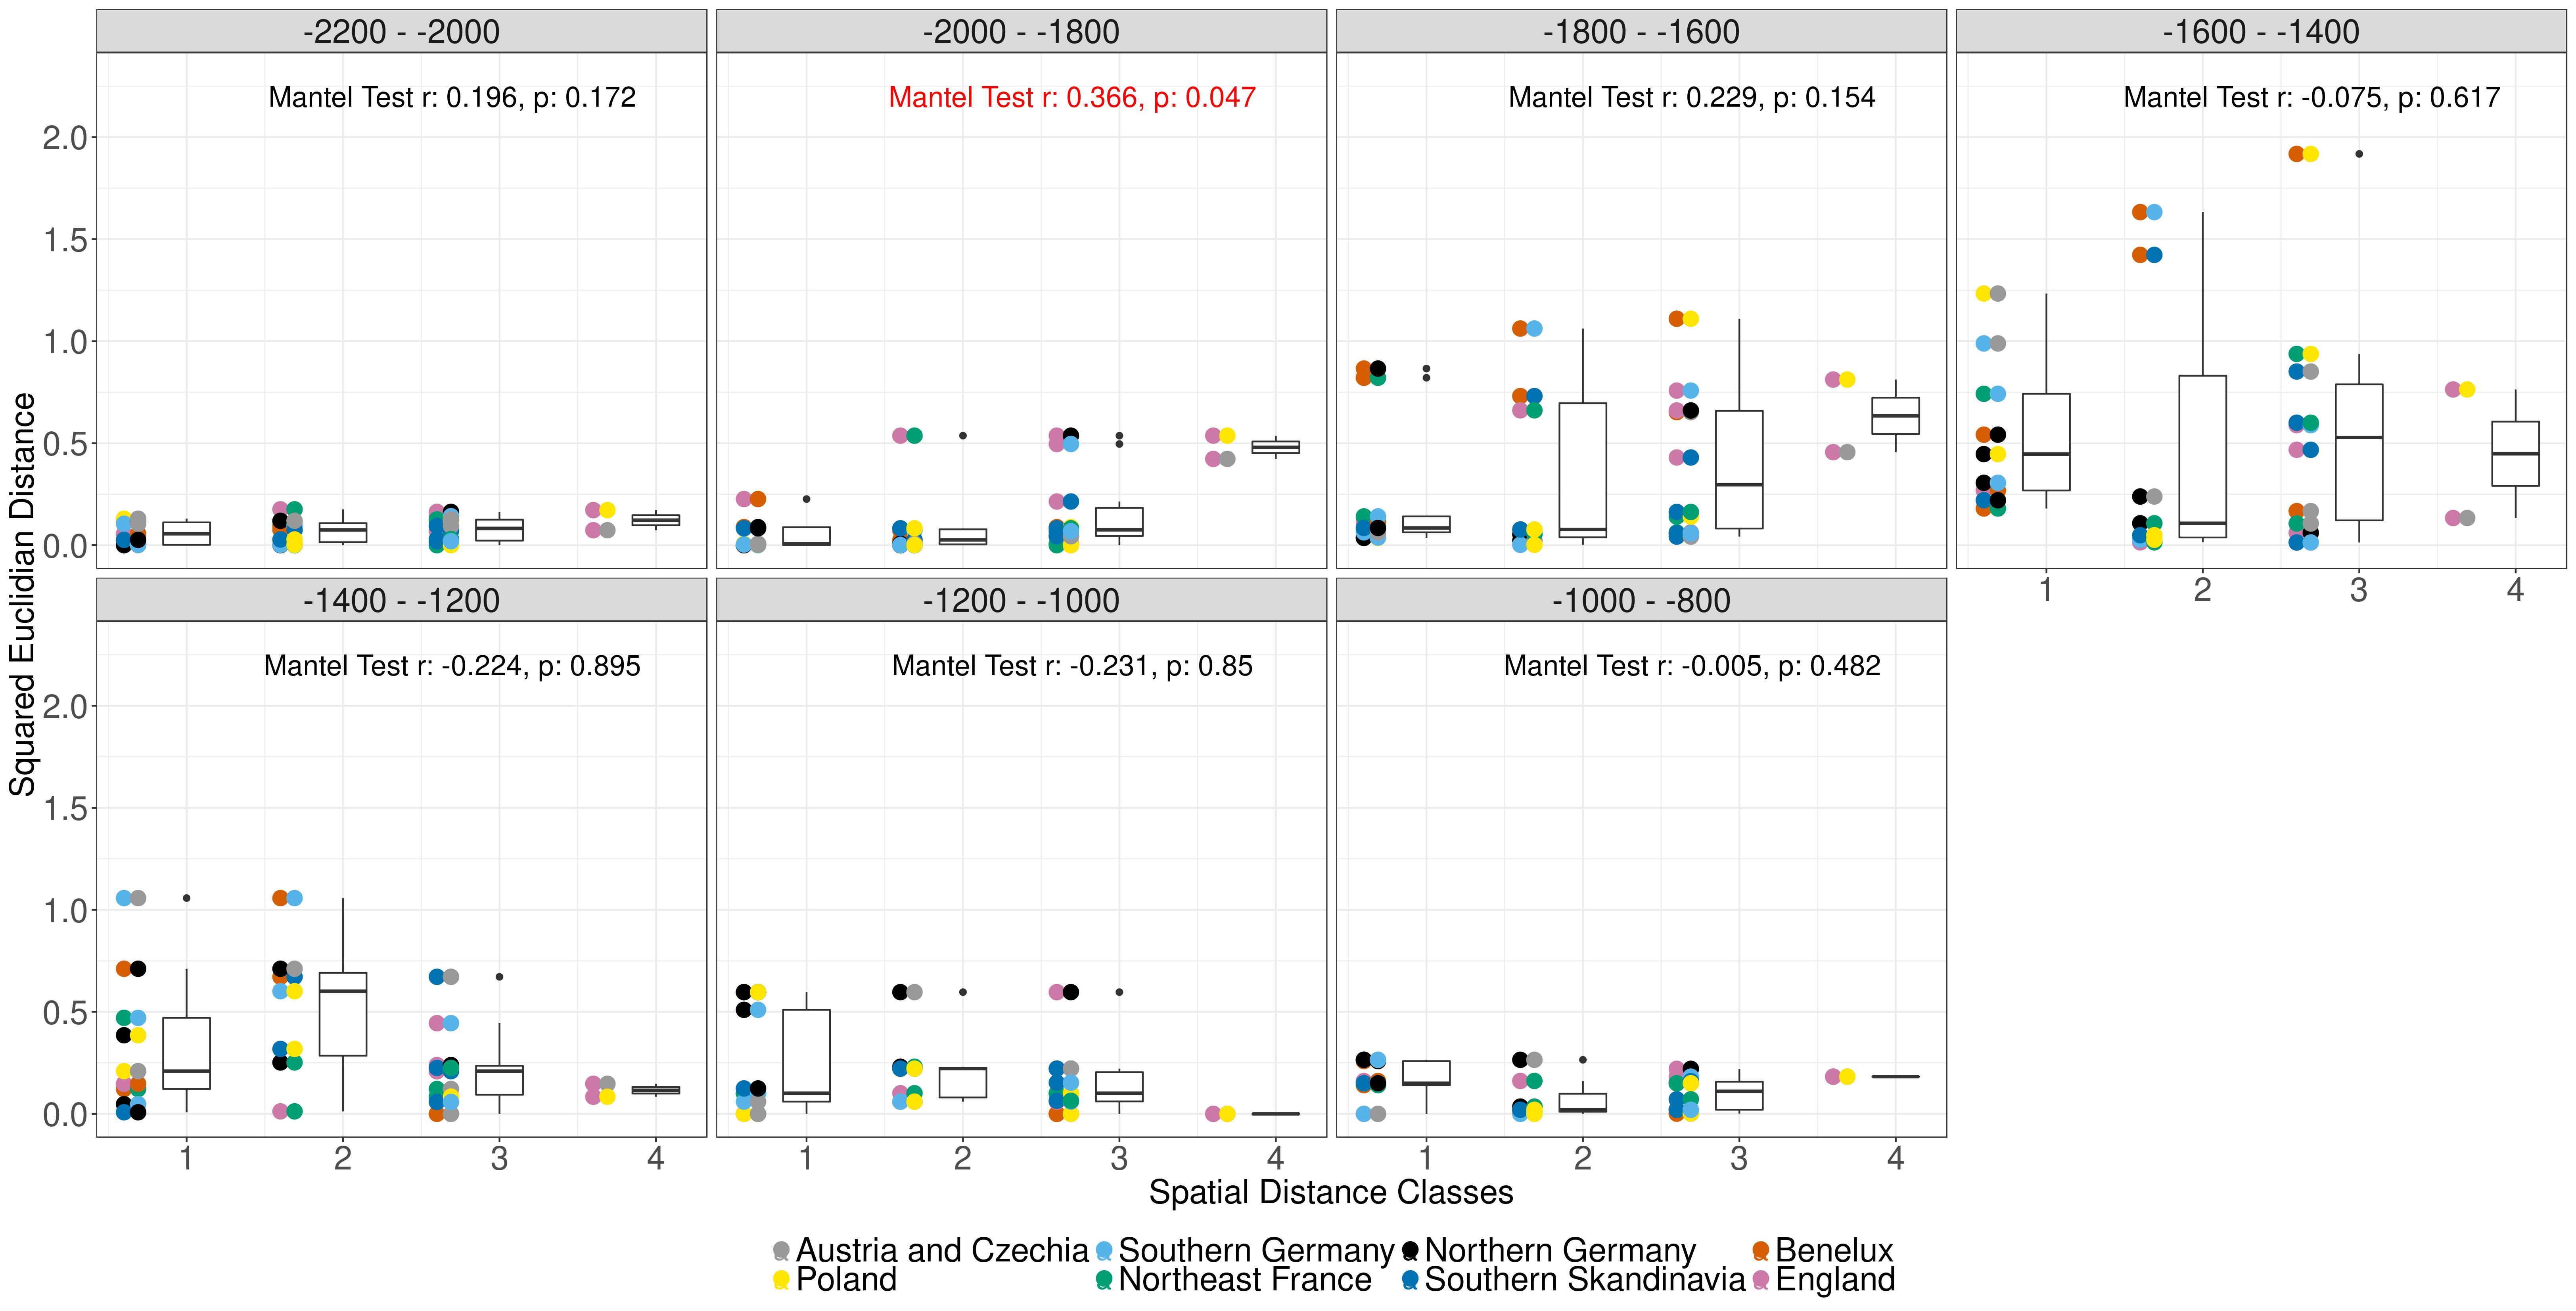 -2200 - -2000
-2000 - -1800
-1800 - -1600
-1600 - -1400
Mantel Test r: 0.196, p: 0.172
Mantel Test r: 0.366, p: 0.047
Mantel Test r: 0.229, p: 0.154
Mantel Test r: -0.075, p: 0.617
2.0
1.5
1.0
0.5
0.0
1 2 3 4
Squared Euclidian Distance
-1400 - -1200
-1200 - -1000
-1000 - -800
Mantel Test r: -0.224, p: 0.895
Mantel Test r: -0.231, p: 0.85
Mantel Test r: -0.005, p: 0.482
2.0
1.5
1.0
0.5
0.0
1 2 3 4
1 2 3 4
1 2 3 4
Spatial Distance Classes
Austria and Czechia Southern Germany Northern Germany Benelux
Poland Northeast France Southern Skandinavia England